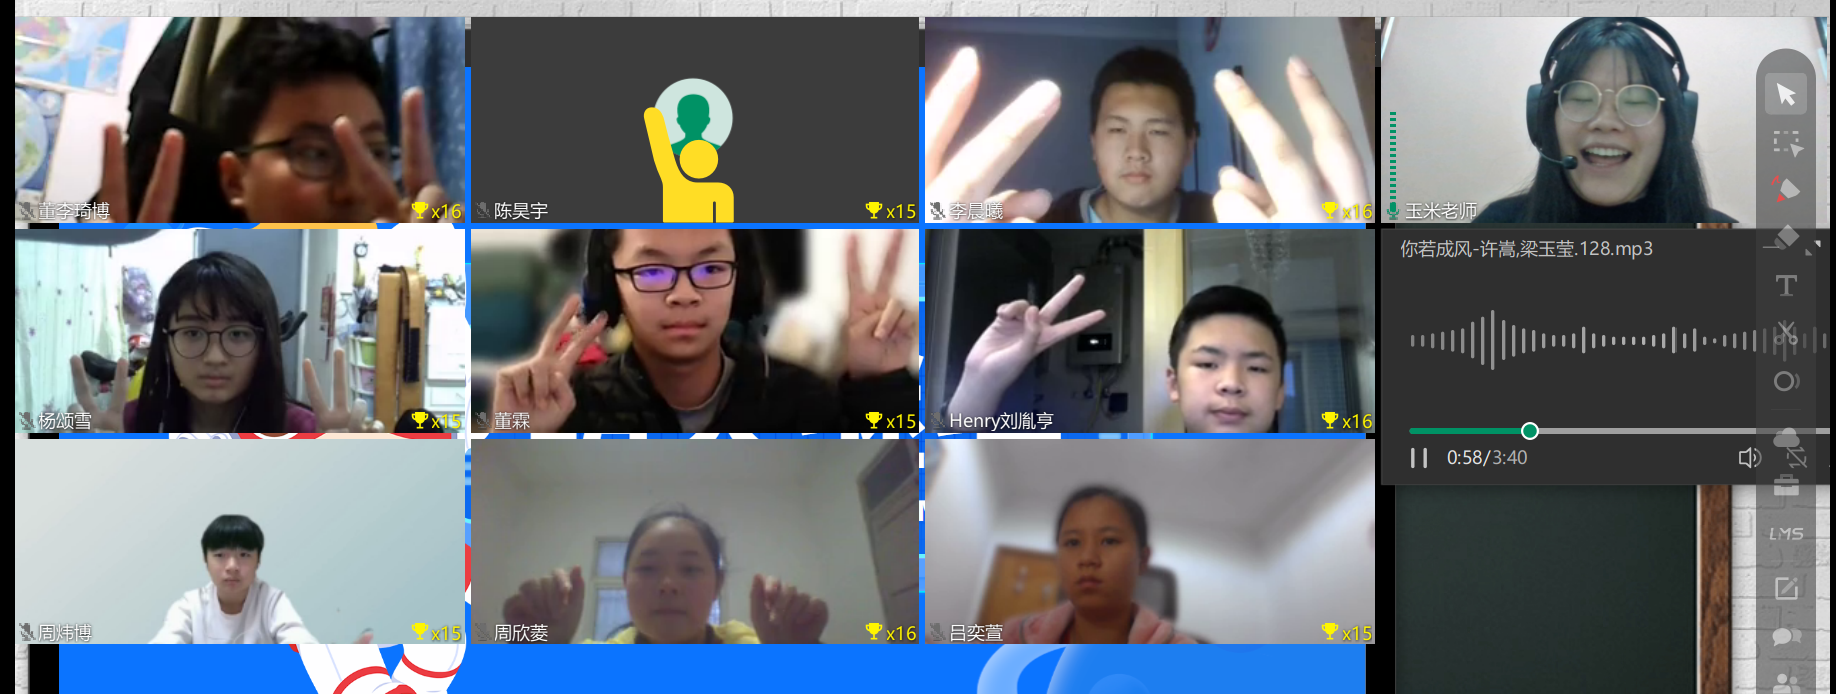 董李琦博
x16
陈昊宇
x15
李晨曦
x16
玉米老师
你若成风-许嵩,梁玉莹.128.mp3
杨颂雪
x15
董霖
x15
Henry刘胤亨
x16
0:58/3:40
周炜博
x15
周欣菱
x16
吕奕萱
x15
T
LMS